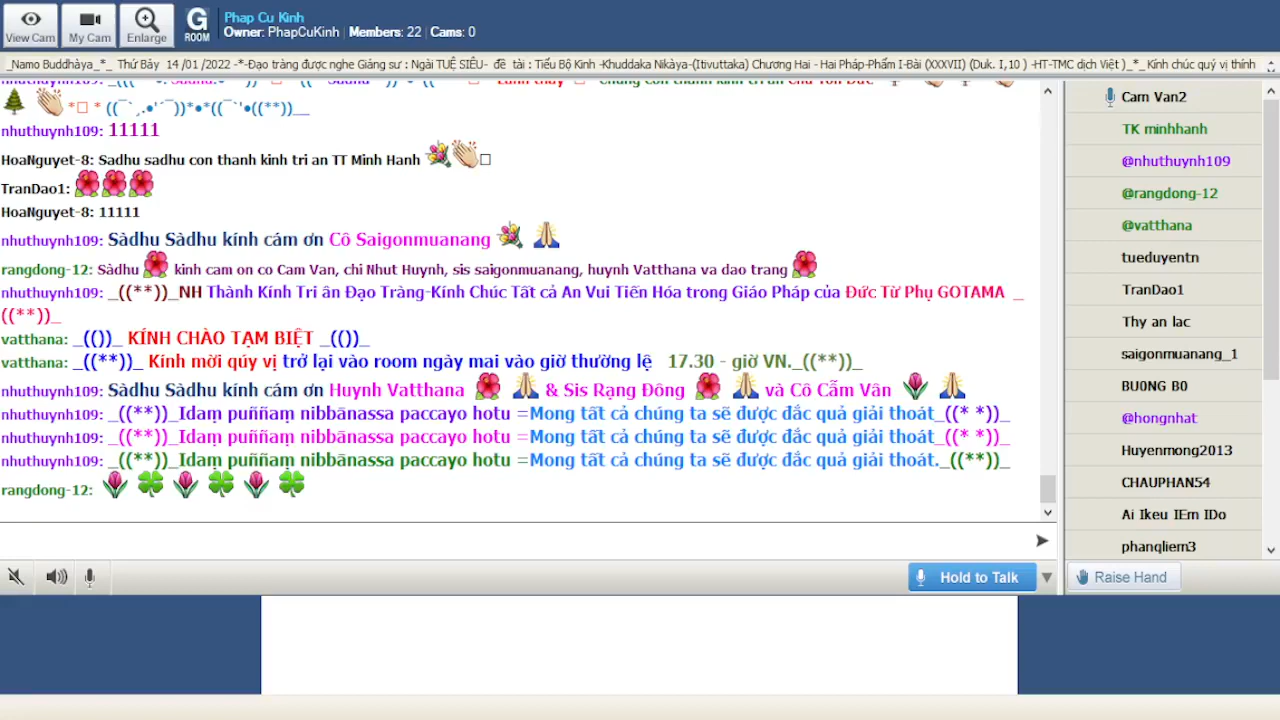 View Cam
My Cam
Enlarge
G ROOM
Phap Cu Kinh
Owner: PhapCuKinh | Members: 22 | Cams: 0
_Namo Buddhàya_*_ Thứ Bảy 14 /01 /2022 -*-Đạo tràng được nghe Giảng sư : Ngài TUỆ SIÊU- đề tài : Tiểu Bộ Kinh -Khuddaka Nikàya-(Itivuttaka) Chương Hai - Hai Pháp-Phẩm I-Bài (XXXVII) (Duk. I,10 ) -HT-TMC dịch Việt )_*_Kính chúc quý vị thính
nhuthuynh109: 11111
HoaNguyet-8: Sadhu sadhu con thanh kinh tri an TT Minh Hanh
TranDao1:
HoaNguyet-8: 11111
nhuthuynh109: Sàdhu Sàdhu kính cám ơn Cô Saigonmuanang
rangdong-12: Sàdhu kinh cam on co Cam Van, chi Nhut Huynh, sis saigonmuanang, huynh Vatthana va dao trang
nhuthuynh109: _((**))_NH Thành Kính Tri ân Đạo Tràng-Kính Chúc Tất cả An Vui Tiến Hóa trong Giáo Pháp của Đức Từ Phụ GOTAMA _
((**))_
vatthana: _(())_ KÍNH CHÀO TẠM BIỆT _(())_
vatthana: _((**))_ Kính mời qúy vị trở lại vào room ngày mai vào giờ thường lệ 17.30 - giờ VN._((**))_
nhuthuynh109: Sàdhu Sàdhu kính cám ơn Huynh Vatthana & Sis Rạng Đông và Cô Cẩm Vân
nhuthuynh109: _((**))_Idaṃ puññaṃ nibbānassa paccayo hotu =Mong tất cả chúng ta sẽ được đắc quả giải thoát_((* *))_
nhuthuynh109: _((**))_Idaṃ puññaṃ nibbānassa paccayo hotu =Mong tất cả chúng ta sẽ được đắc quả giải thoát_((* *))_
nhuthuynh109: _((**))_Idaṃ puññaṃ nibbānassa paccayo hotu =Mong tất cả chúng ta sẽ được đắc quả giải thoát._((**))_
rangdong-12:
Hold to Talk
Cam Van2
TK minhhanh
@nhuthuynh109
@rangdong-12
@vatthana
tueduyentn
TranDao1
Thy an lac
saigonmuanang_1
BU0NG B0
@hongnhat
Huyenmong2013
CHAUPHAN54
Ai Ikeu IEm IDo
phanqliem3
Raise Hand